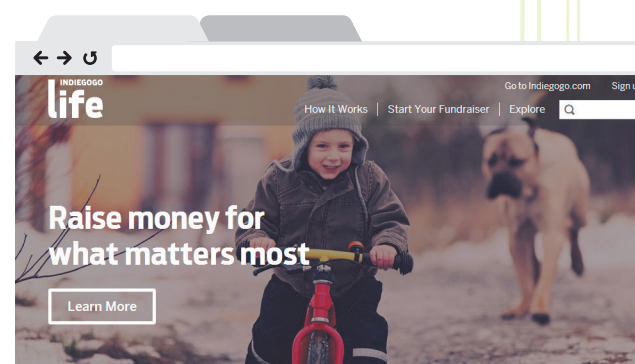 INDIEGOGO
life
Go to Indiegogo.com Sign u
How It Works Start Your Fundraiser Explore
Raise money for
what matters most
Learn More